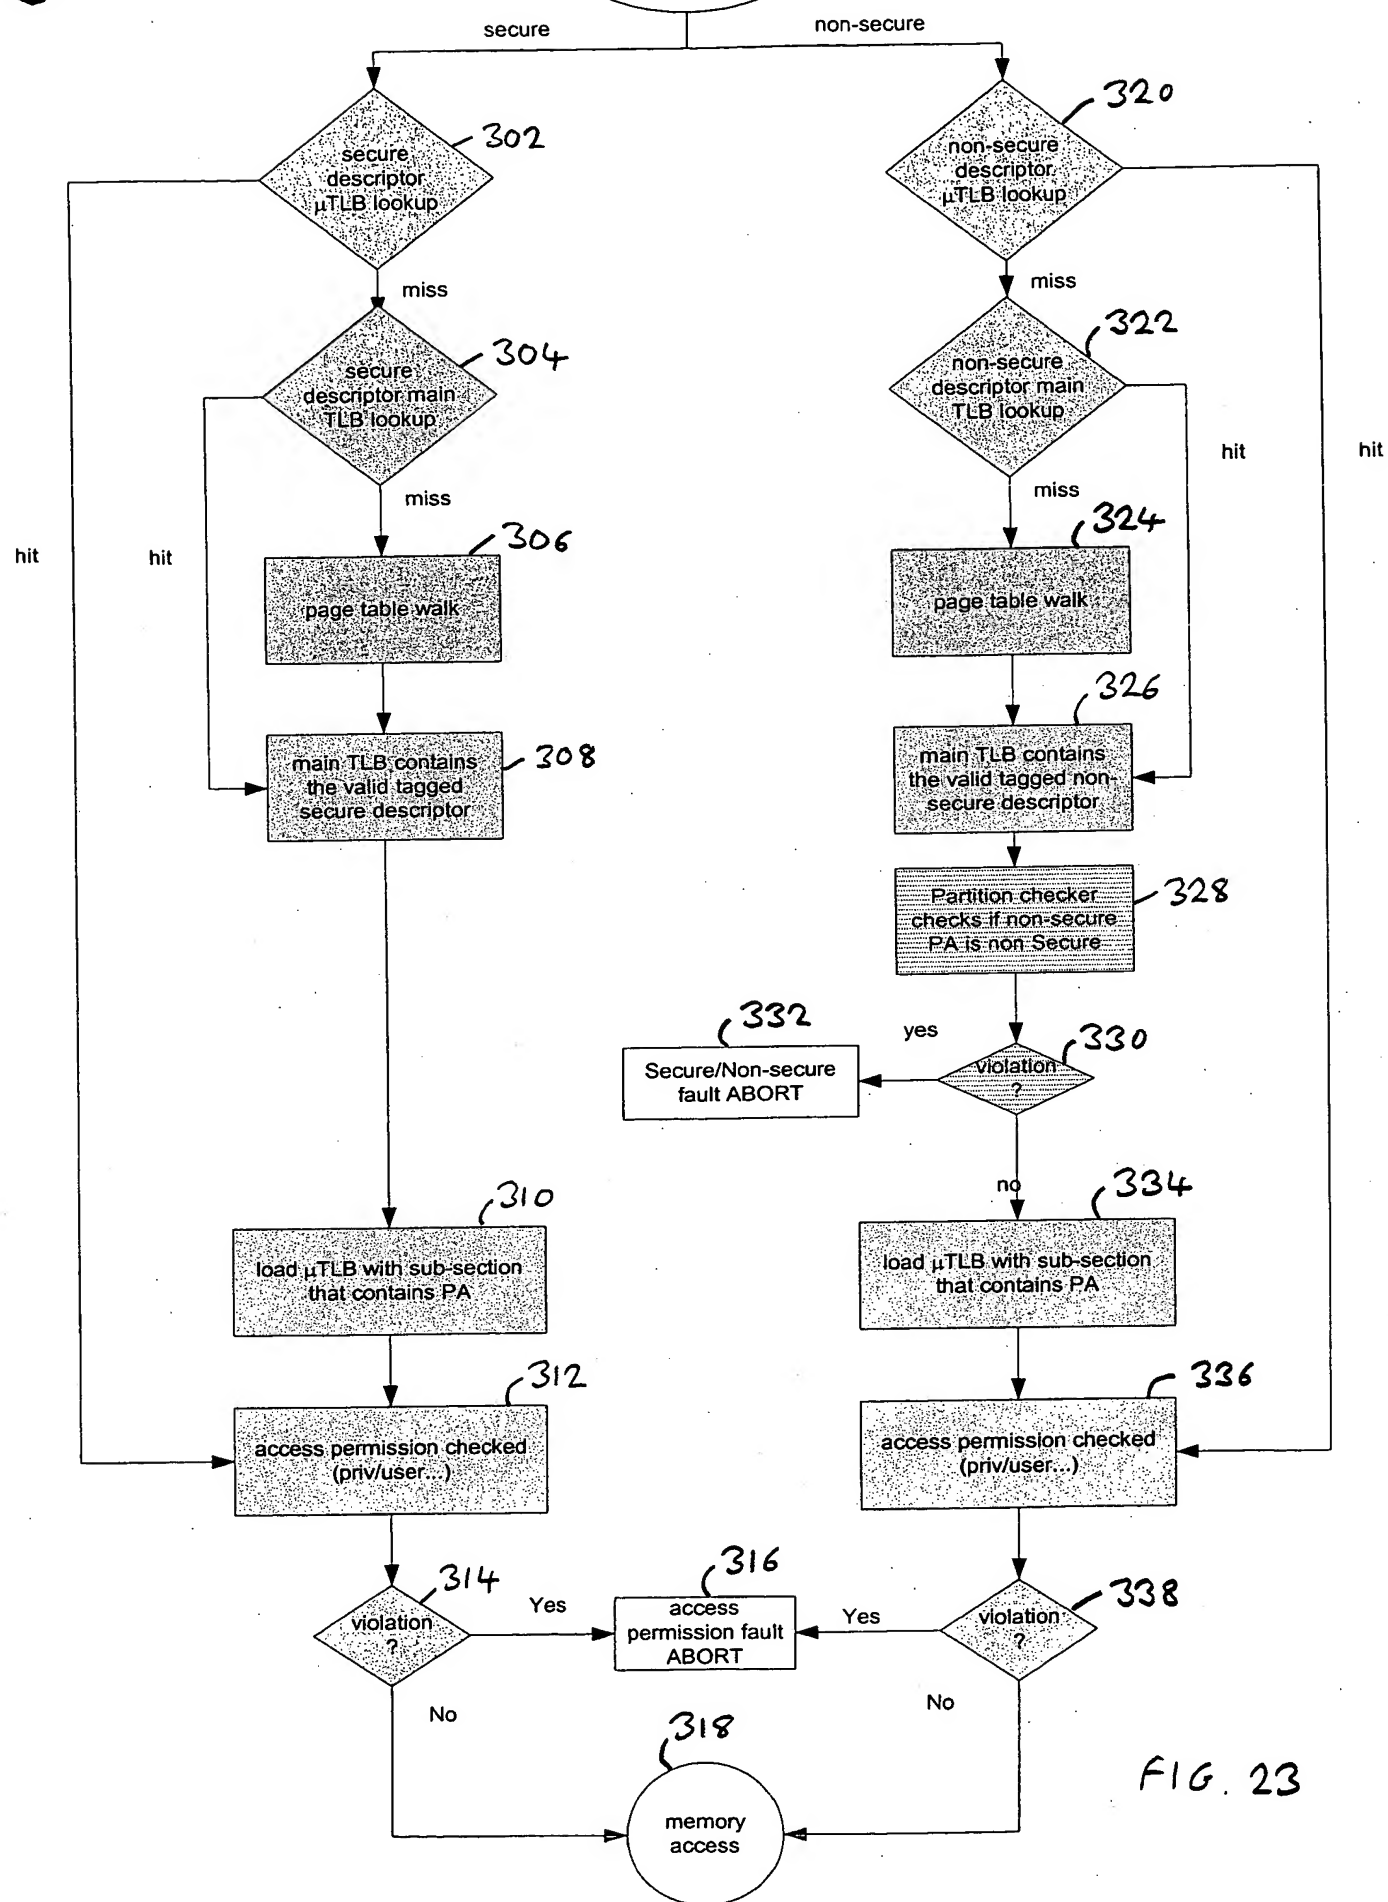 secure
non-secure
302
secure
descriptor
μTLB lookup
320
non-secure
descriptor
μTLB lookup
miss
miss
304
secure
descriptor main
TLB lookup
322
non-secure
descriptor main
TLB lookup
hit
hit
miss
miss
hit
hit
306
page table walk
324
page table walk
308
main TLB contains
the valid tagged
secure descriptor
326
main TLB contains
the valid tagged non-
secure descriptor
328
Partition checker
checks if non-secure
PA is non Secure
332
Secure/Non-secure
fault ABORT
yes
330
violation
?
no
310
load μTLB with sub-section
that contains PA
334
load μTLB with sub-section
that contains PA
312
access permission checked
(priv/user...)
336
access permission checked
(priv/user...)
314
violation
?
Yes
316
access
permission fault
ABORT
Yes
338
violation
?
No
No
318
memory
access
FIG. 23